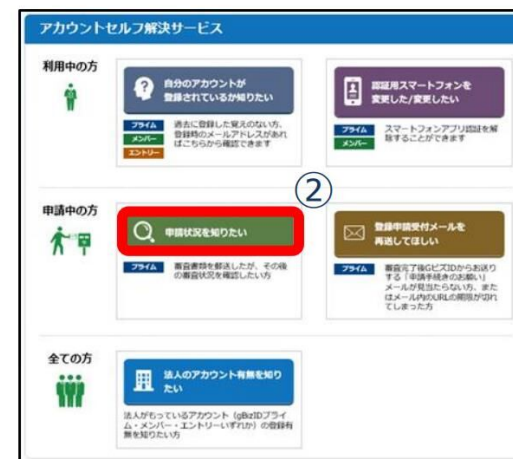 アカウントセルフ解決サービス
利用中の方
自分のアカウントが
登録されているか知りたい
プライム
メンバー
エントリー
過去に登録した覚えのない方、
登録時のメールアドレスがあれ
ばこちらから確認できます
認証用スマートフォンを
変更した/変更したい
プライム
メンバー
スマートフォンアプリ認証を解
除することができます
②
申請中の方
申請状況を知りたい
プライム
審査書類を郵送したが、その後
の審査状況を確認したい方
登録申請受付メールを
再送してほしい
プライム
審査完了後GビズIDからお送り
する「申請手続きのお願い」
メールが見当たらない方、また
はメール内のURLの期限が切れ
てしまった方
全ての方
法人のアカウント有無を知り
たい
法人がもっているアカウント（gBizIDプライ
ム・メンバー・エントリーいずれか）の登録有
無を知りたい方